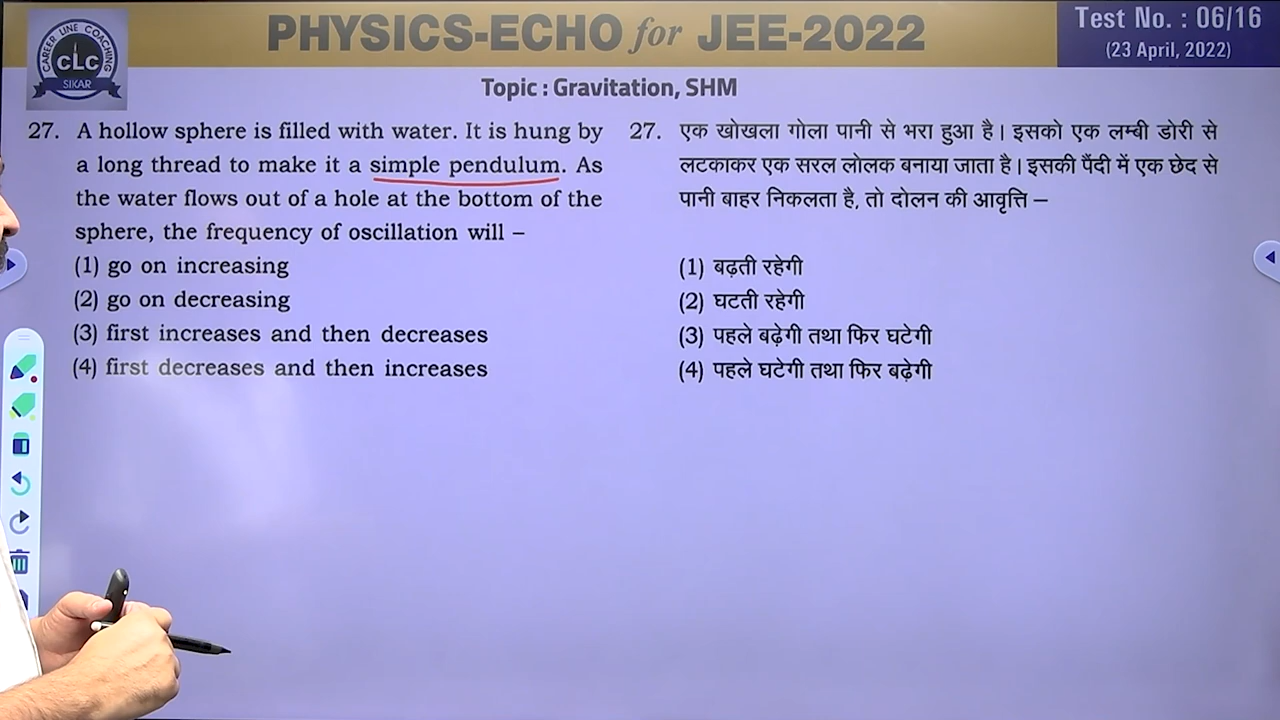 PHYSICS-ECHO for JEE-2022
Test No. : 06/16
(23 April, 2022)
CAREER LINE COACHING
CLC
SIKAR
Topic : Gravitation, SHM
27. A hollow sphere is filled with water. It is hung by
a long thread to make it a simple pendulum. As
the water flows out of a hole at the bottom of the
sphere, the frequency of oscillation will –
(1) go on increasing
(2) go on decreasing
(3) first increases and then decreases
(4) first decreases and then increases
27. एक खोखला गोला पानी से भरा हुआ है। इसको एक लम्बी डोरी से
लटकाकर एक सरल लोलक बनाया जाता है। इसकी पैंदी में एक छेद से
पानी बाहर निकलता है, तो दोलन की आवृत्ति –
(1) बढ़ती रहेगी
(2) घटती रहेगी
(3) पहले बढ़ेगी तथा फिर घटेगी
(4) पहले घटेगी तथा फिर बढ़ेगी